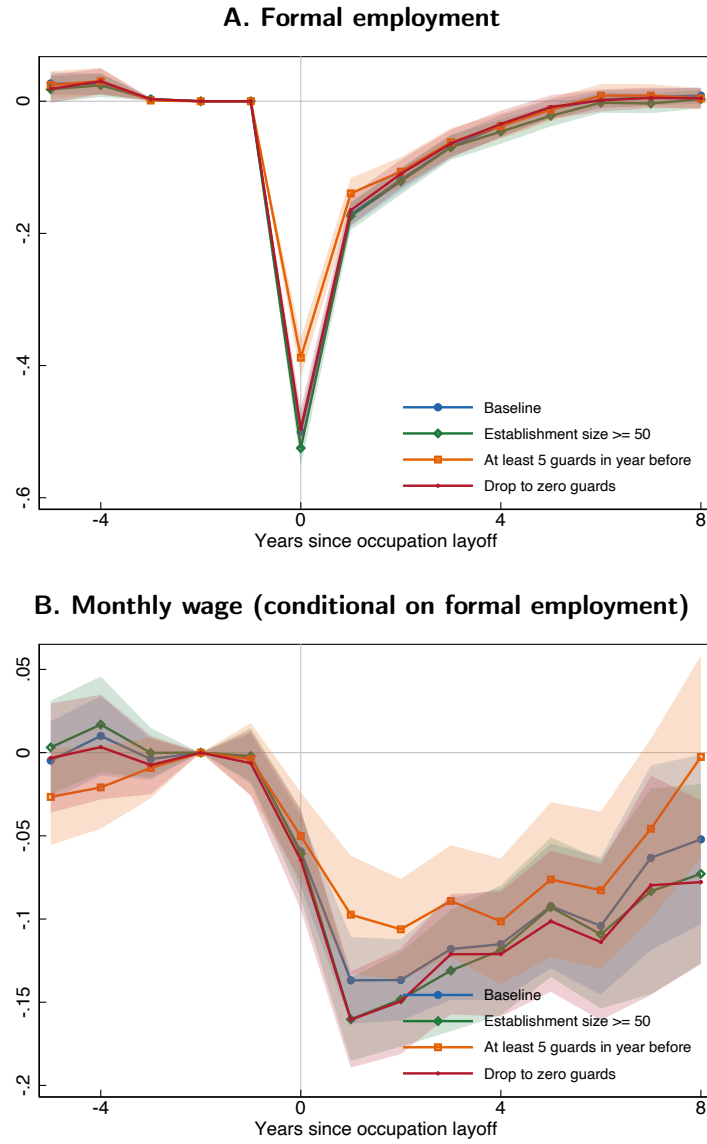 A. Formal employment
0
-.2
-.4
-.6
-4
0
4
8
Years since occupation layoff
Baseline
Establishment size >= 50
At least 5 guards in year before
Drop to zero guards
B. Monthly wage (conditional on formal employment)
.05
0
-.05
-.1
-.15
-.2
-4
0
4
8
Years since occupation layoff
Baseline
Establishment size >= 50
At least 5 guards in year before
Drop to zero guards